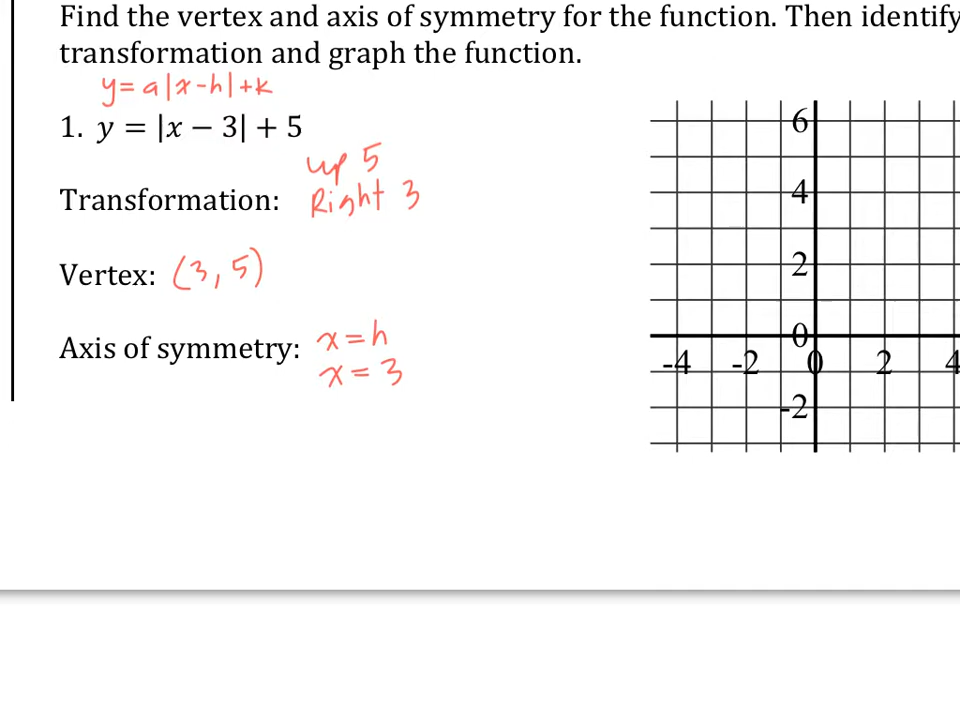 Find the vertex and axis of symmetry for the function. Then identify
transformation and graph the function.
y = a|x-h|+k
1. y = |x − 3| + 5
up 5
Transformation: Right 3
Vertex: (3, 5)
Axis of symmetry: x = h
x = 3
6
4
2
0
-4 -2 0 2 4
-2